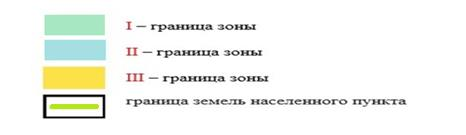 I – граница зоны
II – граница зоны
III – граница зоны
граница земель населенного пункта